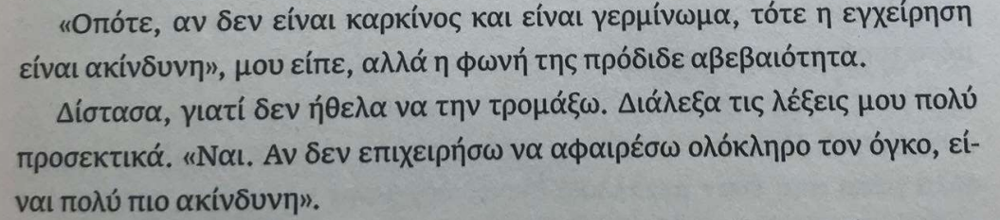 «Οπότε, αν δεν είναι καρκίνος και είναι γερμίνωμα, τότε η εγχείρηση
είναι ακίνδυνη», μου είπε, αλλά η φωνή της πρόδιδε αβεβαιότητα.
Δίστασα, γιατί δεν ήθελα να την τρομάξω. Διάλεξα τις λέξεις μου πολύ
προσεκτικά. «Ναι. Αν δεν επιχειρήσω να αφαιρέσω ολόκληρο τον όγκο, εί-
ναι πολύ πιο ακίνδυνη».